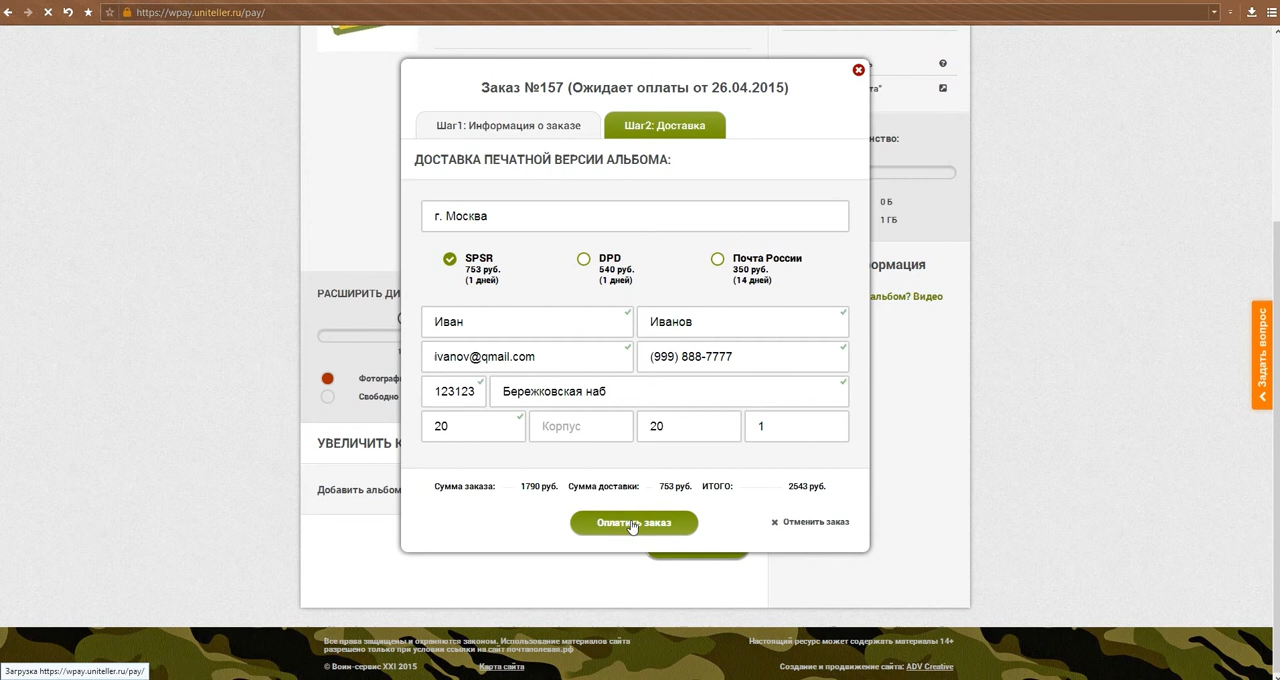 https://wpay.uniteller.ru/pay/
Заказ №157 (Ожидает оплаты от 26.04.2015)
Шаг1: Информация о заказе
Шаг2: Доставка
ДОСТАВКА ПЕЧАТНОЙ ВЕРСИИ АЛЬБОМА:
г. Москва
SPSR
753 руб.
(1 дней)
DPD
540 руб.
(1 дней)
Почта России
350 руб.
(14 дней)
Иван
Иванов
ivanov@qmail.com
(999) 888-7777
123123
Бережковская наб
20
Корпус
20
1
Сумма заказа: 1790 руб. Сумма доставки: 753 руб. ИТОГО: 2543 руб.
Оплатить заказ
Отменить заказ
0 Б
1 ГБ
альбом? Видео
Задать вопрос
РАСШИРИТЬ
Свободно
УВЕЛИЧИТЬ
Добавить альбом
Все права защищены и охраняются законом. Использование материалов сайта
разрешено только при условии ссылки на сайт почтаполевая.рф
© Воин-сервис XXI 2015
Карта сайта
Настоящий ресурс может содержать материалы 14+
Создание и продвижение сайта: ADV Creative
Загрузка https://wpay.uniteller.ru/pay/